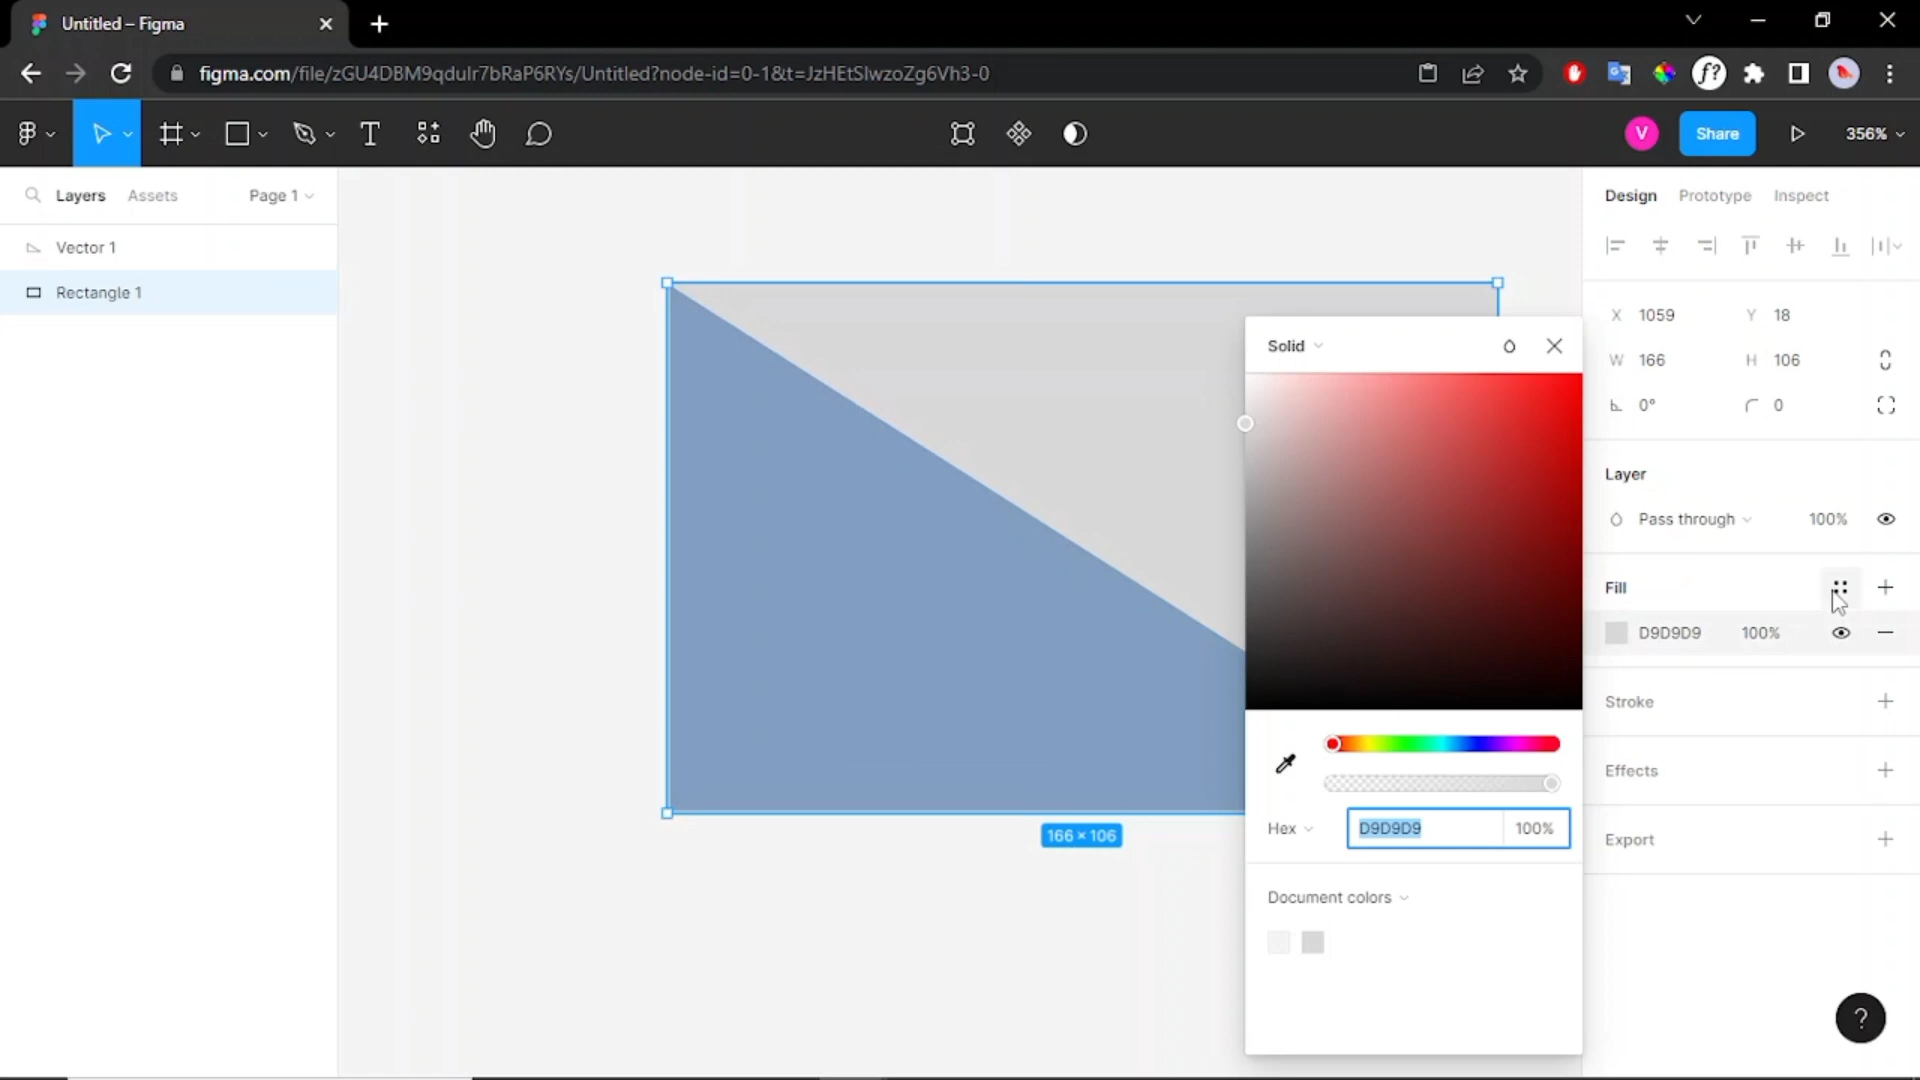 Untitled – Figma
figma.com/file/zGU4DBM9qdulr7bRaP6RYs/Untitled?node-id=0-1&t=JzHEtSlwzoZg6Vh3-0
f?
T
V
Share
356%
Layers
Assets
Page 1
Design
Prototype
Inspect
Vector 1
Rectangle 1
X 1059
Y 18
W 166
H 106
0°
0
Solid
Layer
Pass through
100%
Fill
D9D9D9
100%
Stroke
Effects
Hex
D9D9D9
100%
166 × 106
Export
Document colors
?